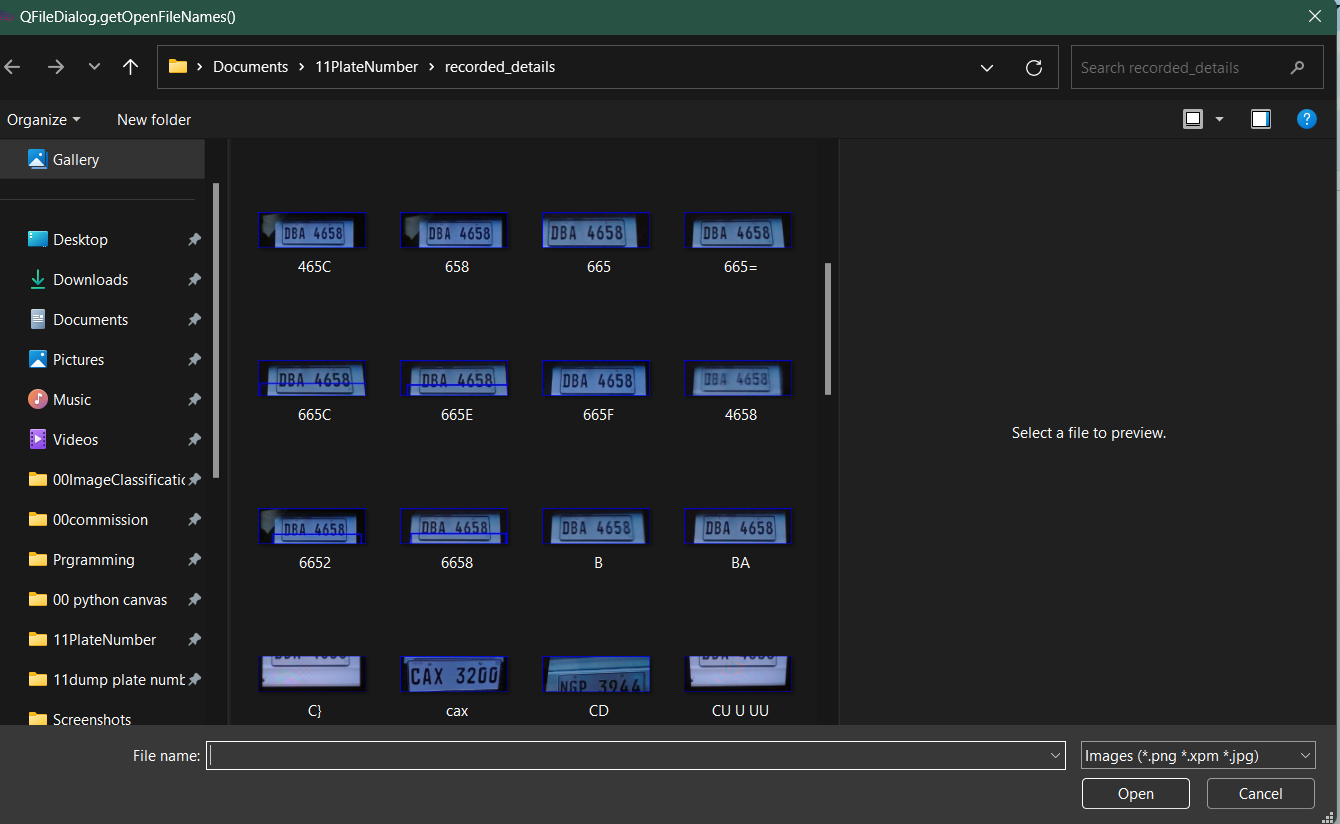 QFileDialog.getOpenFileNames()
Documents > 11PlateNumber > recorded_details
Search recorded_details
Organize
New folder
?
Gallery
Desktop
Downloads
Documents
Pictures
Music
Videos
00ImageClassificatic
00commission
Prgramming
00 python canvas
11PlateNumber
11dump plate numb
Screenshots
DBA 4658
DBA 4658
DBA 4658
DBA 4658
465C
658
665
665=
DBA 4658
DBA 4658
DBA 4658
DBA 4658
665C
665E
665F
4658
DBA 4658
DBA 4658
DBA 4658
DBA 4658
6652
6658
B
BA
CAX 3200
NGP 3944
C}
cax
CD
CU U UU
Select a file to preview.
File name:
Images (*.png *.xpm *.jpg)
Open
Cancel